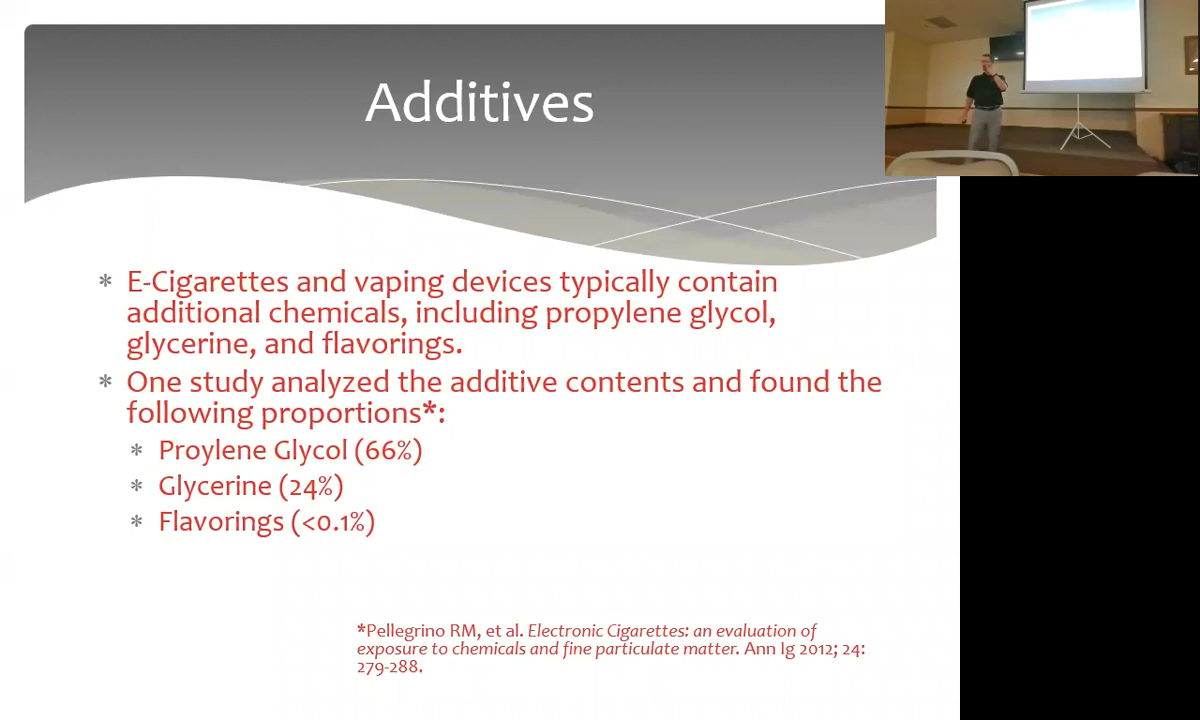 Additives
* E-Cigarettes and vaping devices typically contain
additional chemicals, including propylene glycol,
glycerine, and flavorings.
* One study analyzed the additive contents and found the
following proportions*:
* Proylene Glycol (66%)
* Glycerine (24%)
* Flavorings (<0.1%)
*Pellegrino RM, et al. Electronic Cigarettes: an evaluation of
exposure to chemicals and fine particulate matter. Ann Ig 2012; 24:
279-288.